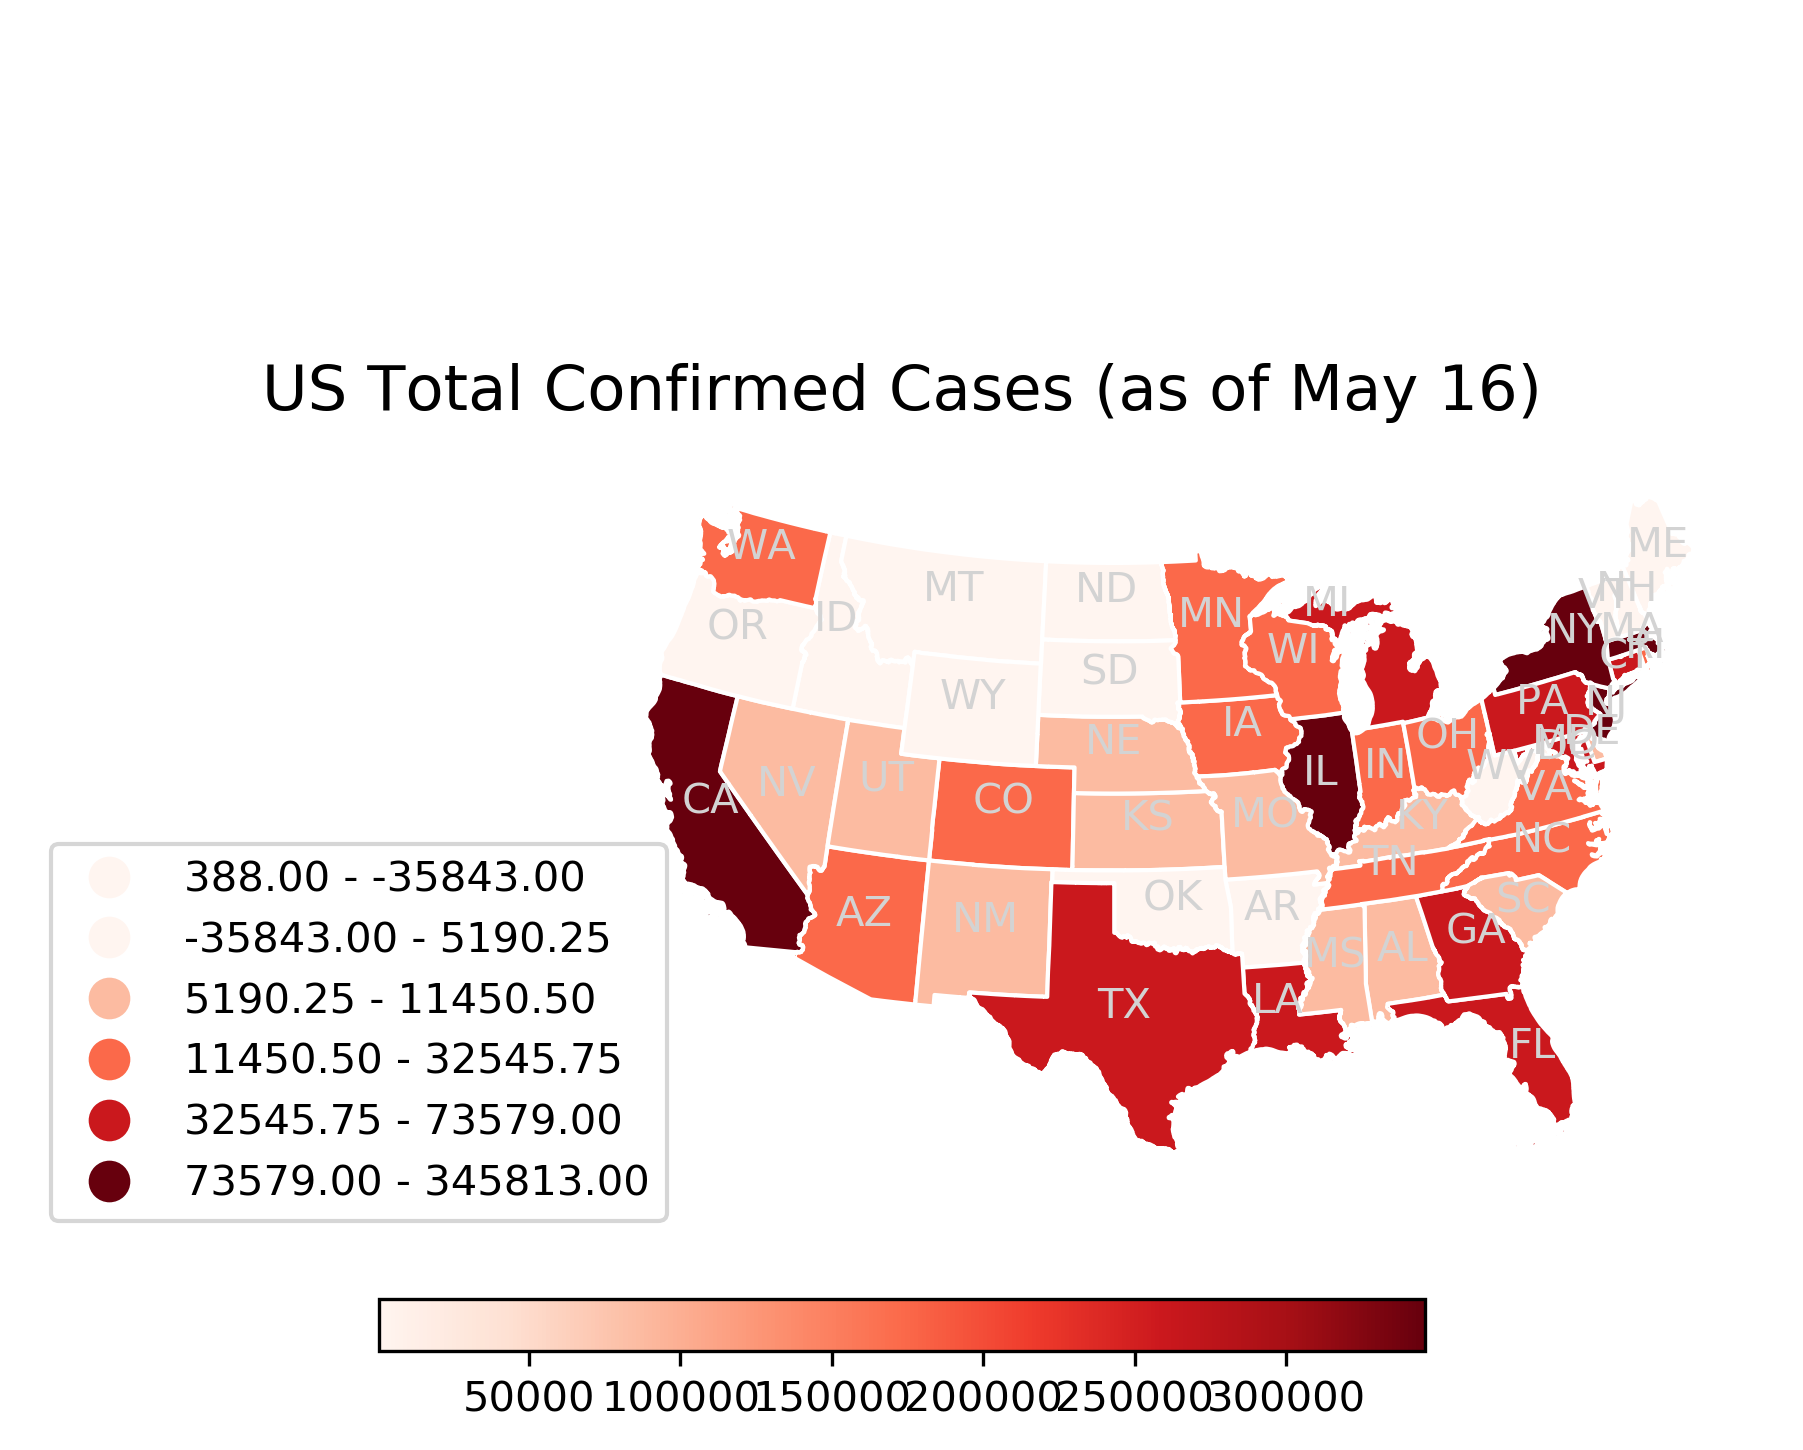 US Total Confirmed Cases (as of May 16)
WA
ME
MT
ND
OR
ID
MN
MI
VT
NH
WI
NY
MA
SD
WY
CT
RI
IA
PA
NJ
NE
OH
DE
MD
NV
UT
CO
IL
IN
WV
VA
CA
KS
MO
KY
NC
TN
AZ
NM
OK
AR
SC
GA
MS
AL
TX
LA
FL
388.00 - -35843.00
-35843.00 - 5190.25
5190.25 - 11450.50
11450.50 - 32545.75
32545.75 - 73579.00
73579.00 - 345813.00
50000 100000 150000 200000 250000 300000